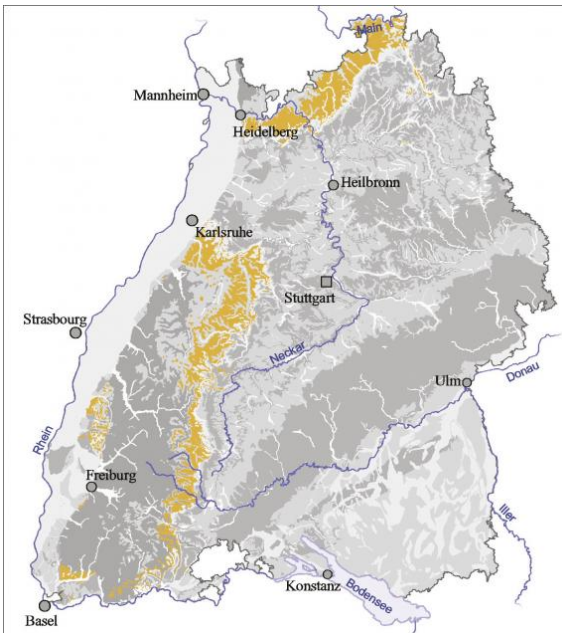 Main
Mannheim
Heidelberg
Heilbronn
Karlsruhe
Stuttgart
Strasbourg
Neckar
Ulm
Donau
Rhein
Freiburg
Iller
Konstanz
Bodensee
Basel